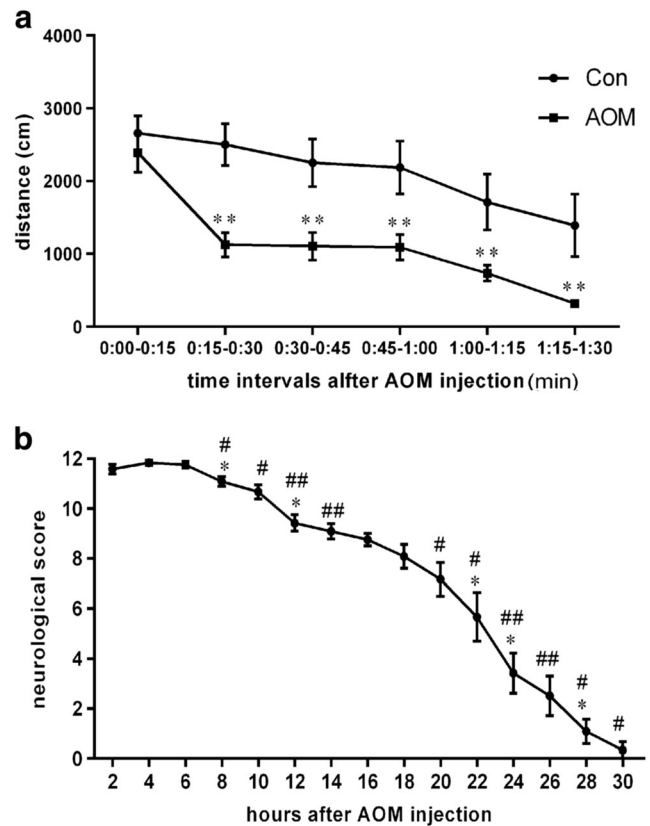 a
4000
3000
2000
1000
0
distance (cm)
Con
AOM
** ** ** ** **
0:00-0:15 0:15-0:30 0:30-0:45 0:45-1:00 1:00-1:15 1:15-1:30
time intervals alfter AOM injection (min)
b
12
10
8
6
4
2
0
neurological score
# # ## ## # # ## ## # #
* * * * *
2 4 6 8 10 12 14 16 18 20 22 24 26 28 30
hours after AOM injection